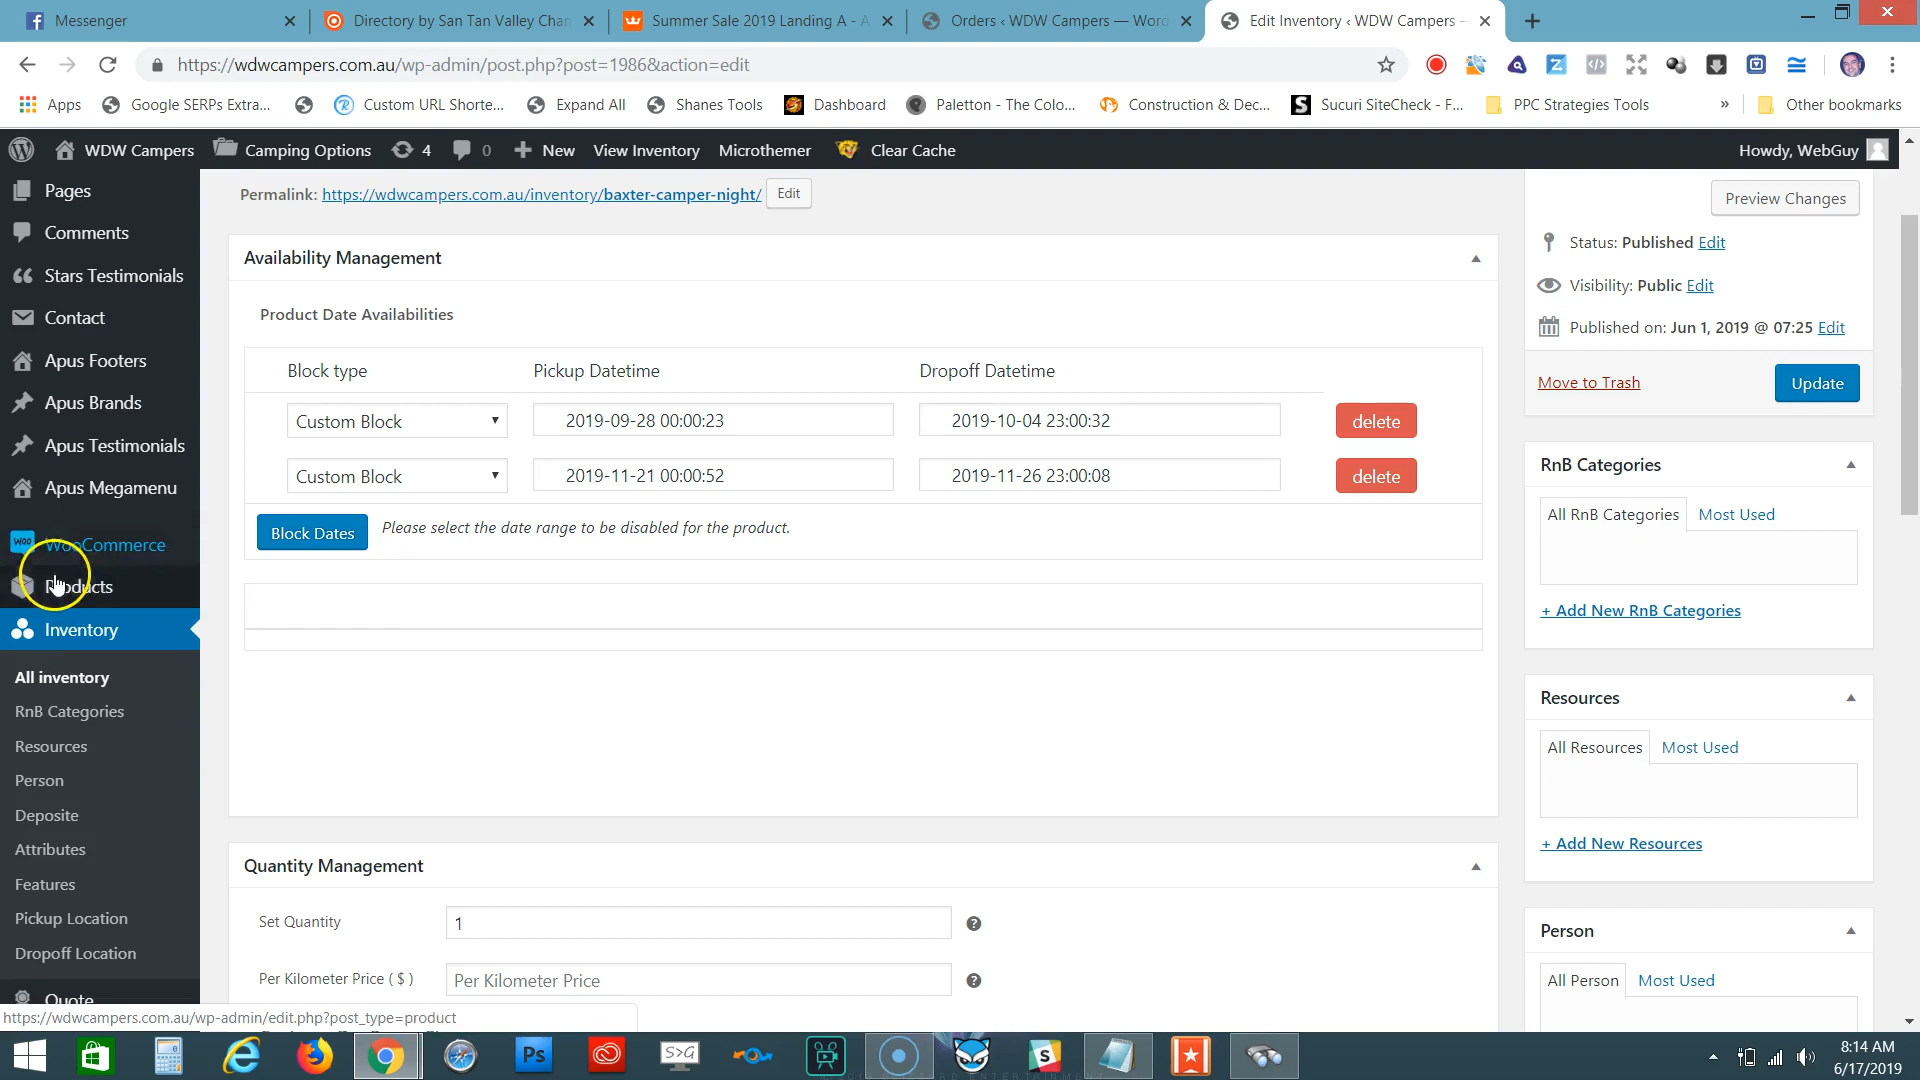 Messenger
Directory by San Tan Valley Chan
Summer Sale 2019 Landing A - A
Orders ‹ WDW Campers — Word
Edit Inventory ‹ WDW Campers —
https://wdwcampers.com.au/wp-admin/post.php?post=1986&action=edit
Apps
Google SERPs Extra...
Custom URL Shorte...
Expand All
Shanes Tools
Dashboard
Paletton - The Colo...
Construction & Dec...
Sucuri SiteCheck - F...
PPC Strategies Tools
»
Other bookmarks
WDW Campers
Camping Options
4
0
New
View Inventory
Microthemer
Clear Cache
Howdy, WebGuy
Pages
Comments
Stars Testimonials
Contact
Apus Footers
Apus Brands
Apus Testimonials
Apus Megamenu
WooCommerce
Products
Inventory
All inventory
RnB Categories
Resources
Person
Deposite
Attributes
Features
Pickup Location
Dropoff Location
Quote
Permalink: https://wdwcampers.com.au/inventory/baxter-camper-night/ Edit
Availability Management
Product Date Availabilities
Block type Pickup Datetime Dropoff Datetime
Custom Block 2019-09-28 00:00:23 2019-10-04 23:00:32 delete
Custom Block 2019-11-21 00:00:52 2019-11-26 23:00:08 delete
Block Dates Please select the date range to be disabled for the product.
Quantity Management
Set Quantity 1
Per Kilometer Price ( $ ) Per Kilometer Price
Preview Changes
Status: Published Edit
Visibility: Public Edit
Published on: Jun 1, 2019 @ 07:25 Edit
Move to Trash Update
RnB Categories
All RnB Categories Most Used
+ Add New RnB Categories
Resources
All Resources Most Used
+ Add New Resources
Person
All Person Most Used
https://wdwcampers.com.au/wp-admin/edit.php?post_type=product
Ps
S>G
8:14 AM
6/17/2019